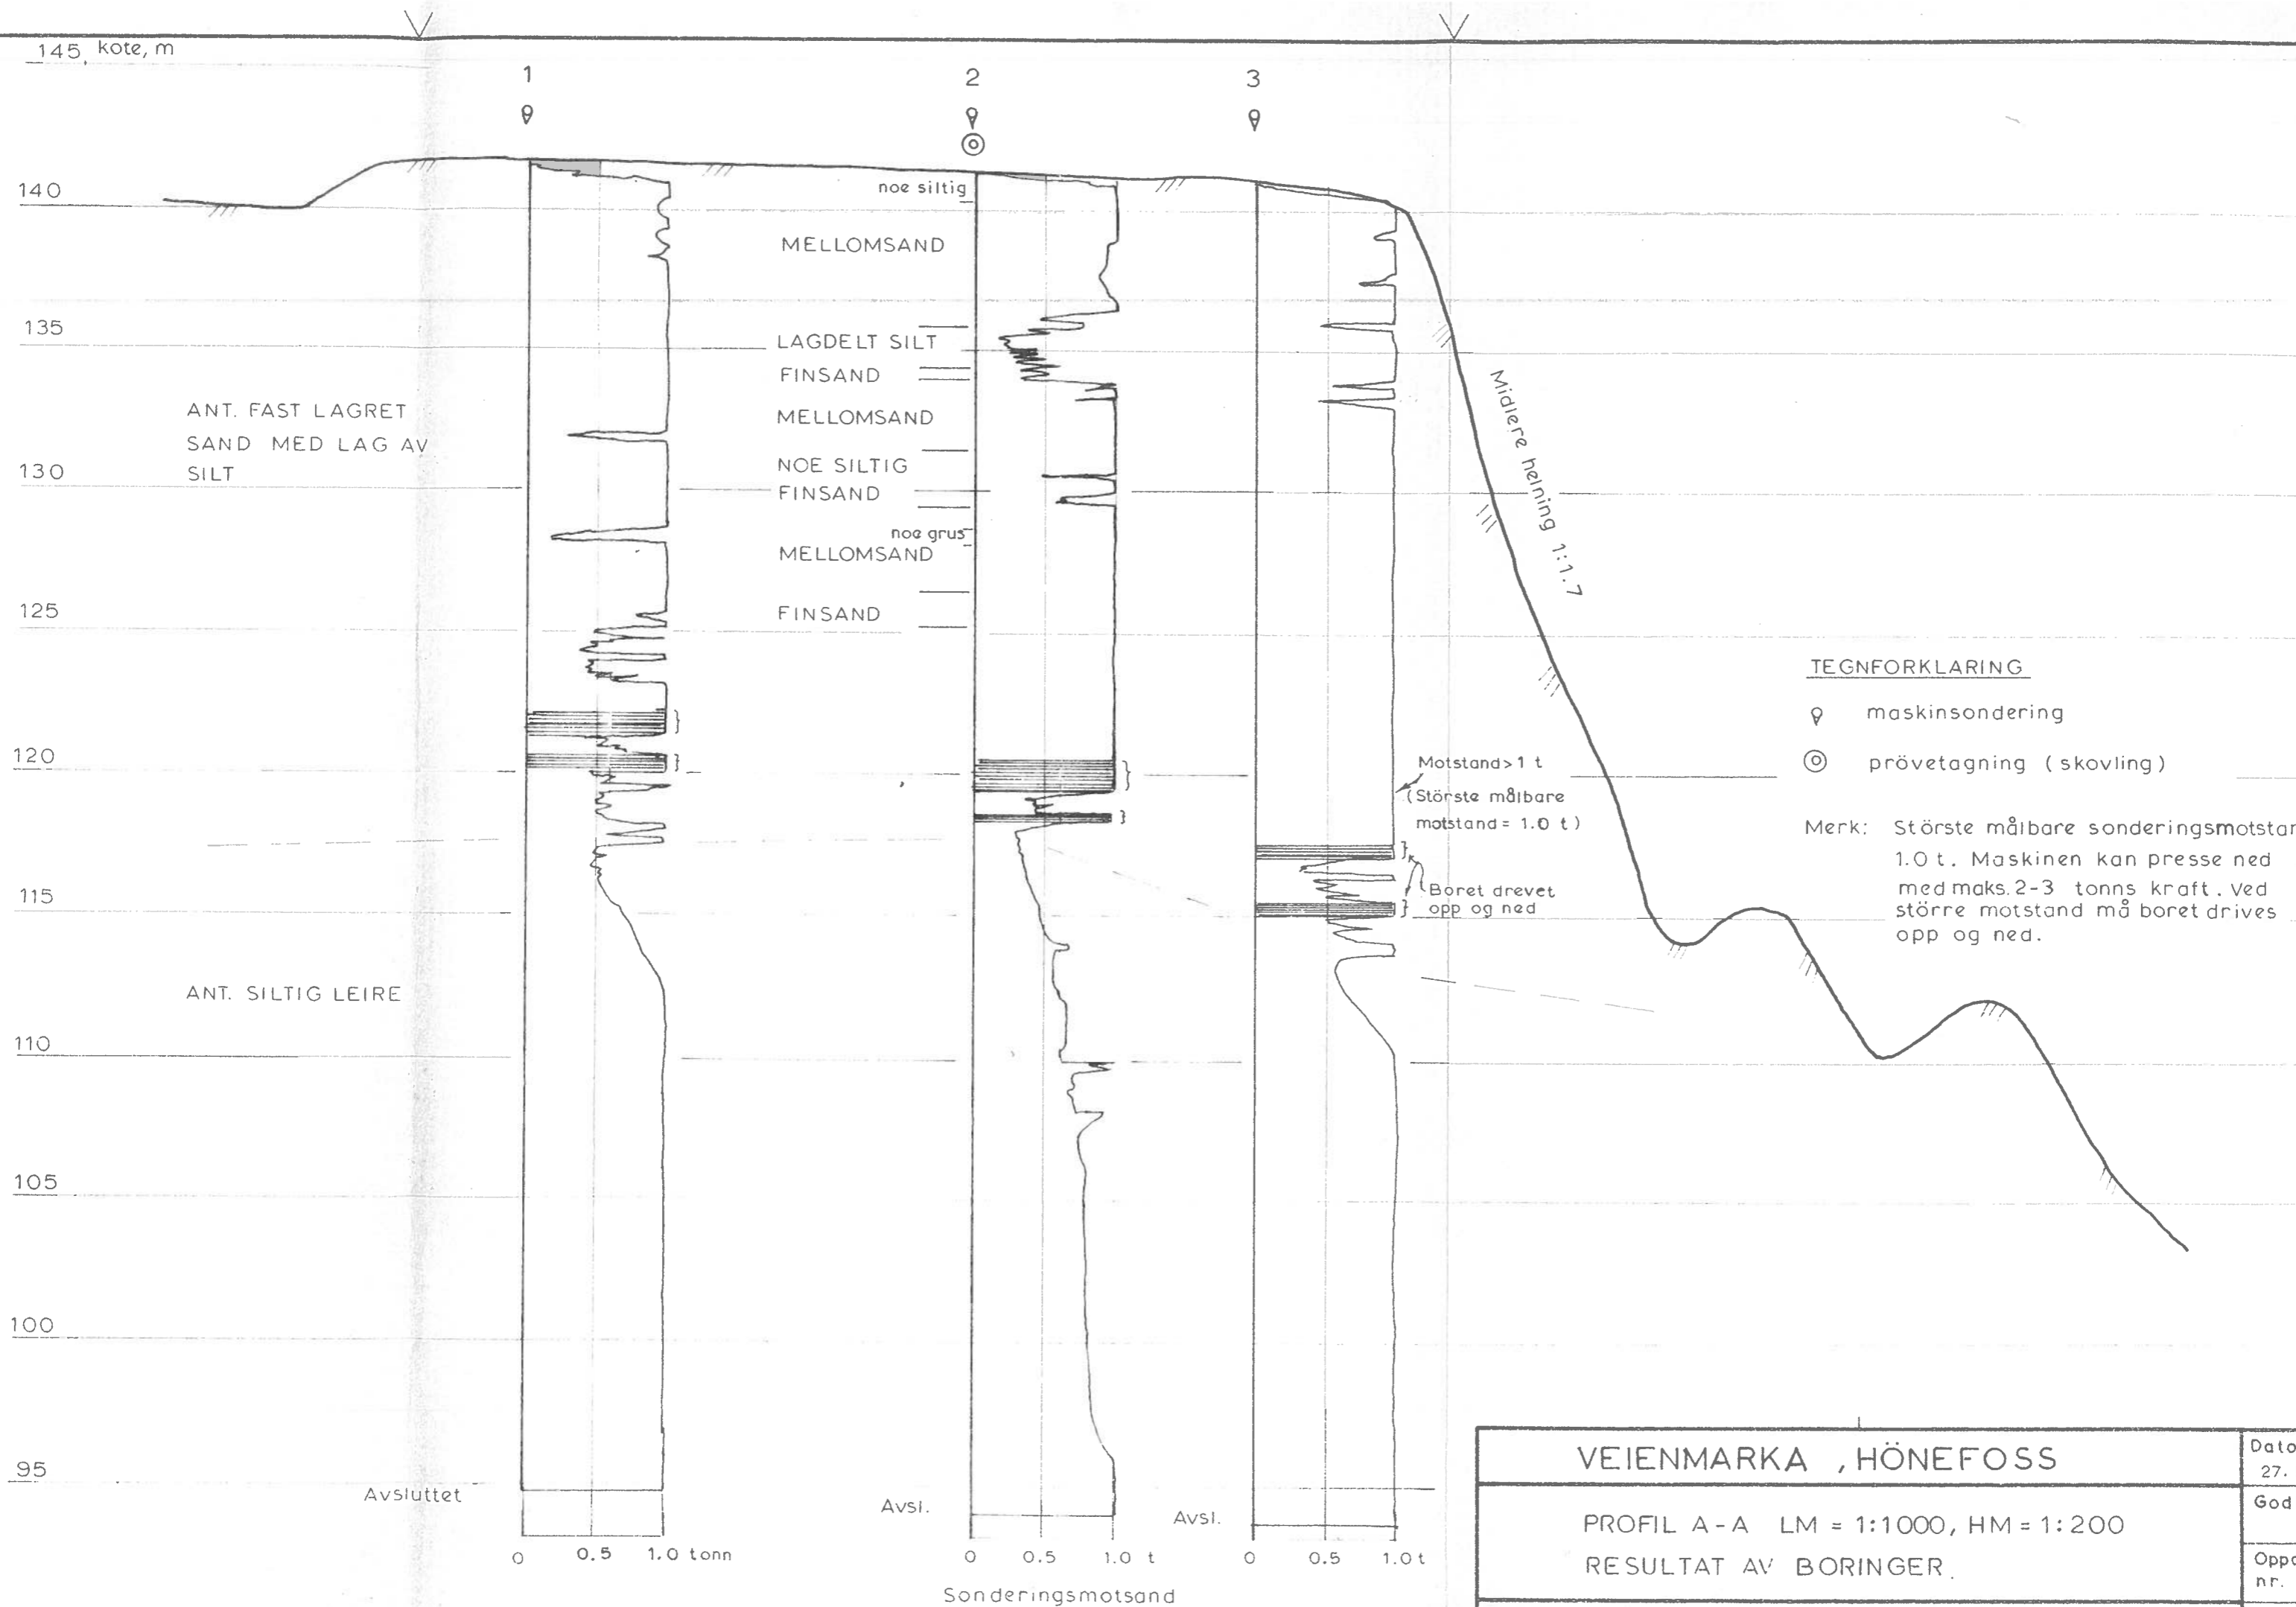 145, kote, m
1
2
3
140
noe siltig
MELLOMSAND
135
LAGDELT SILT
FINSAND
ANT. FAST LAGRET
SAND MED LAG AV
SILT
MELLOMSAND
130
NOE SILTIG
FINSAND
noe grus
MELLOMSAND
125
FINSAND
Midlere helning 1:1.7
120
Motstand > 1 t
(Störste målbare
motstand = 1.0 t)
115
Boret drevet
opp og ned
ANT. SILTIG LEIRE
110
105
100
95
Avsluttet
Avsl.
Avsl.
0 0.5 1.0 tonn
0 0.5 1.0 t
0 0.5 1.0 t
Sonderingsmotsand
TEGNFORKLARING
maskinsondering
prövetagning (skovling)
Merk: Störste målbare sonderingsmotstan
1.0 t. Maskinen kan presse ned
med maks. 2-3 tonns kraft. Ved
större motstand må boret drives
opp og ned.
VEIENMARKA , HÖNEFOSS
PROFIL A-A LM = 1:1000, HM = 1:200
RESULTAT AV BORINGER.
Dato
27.
God
Oppd
nr.